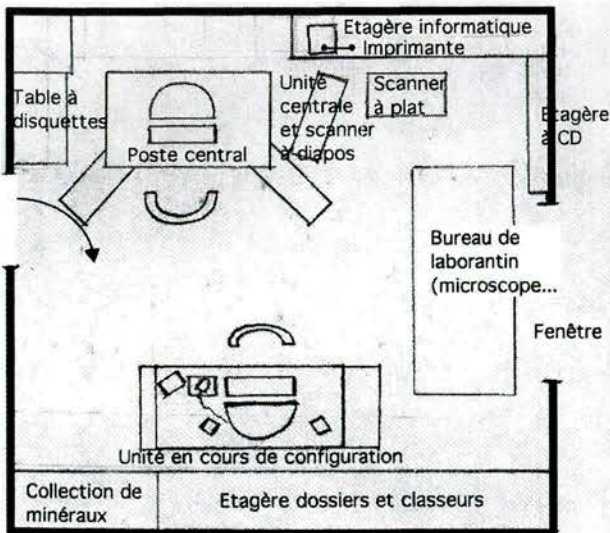 Etagère informatique
Imprimante
Table à
disquettes
Unité
centrale
et scanner
à diapos
Scanner
à plat
Etagère
à CD
Poste central
Bureau de
laborantin
(microscope...
Fenêtre
Unité en cours de configuration
Collection de
minéraux
Etagère dossiers et classeurs